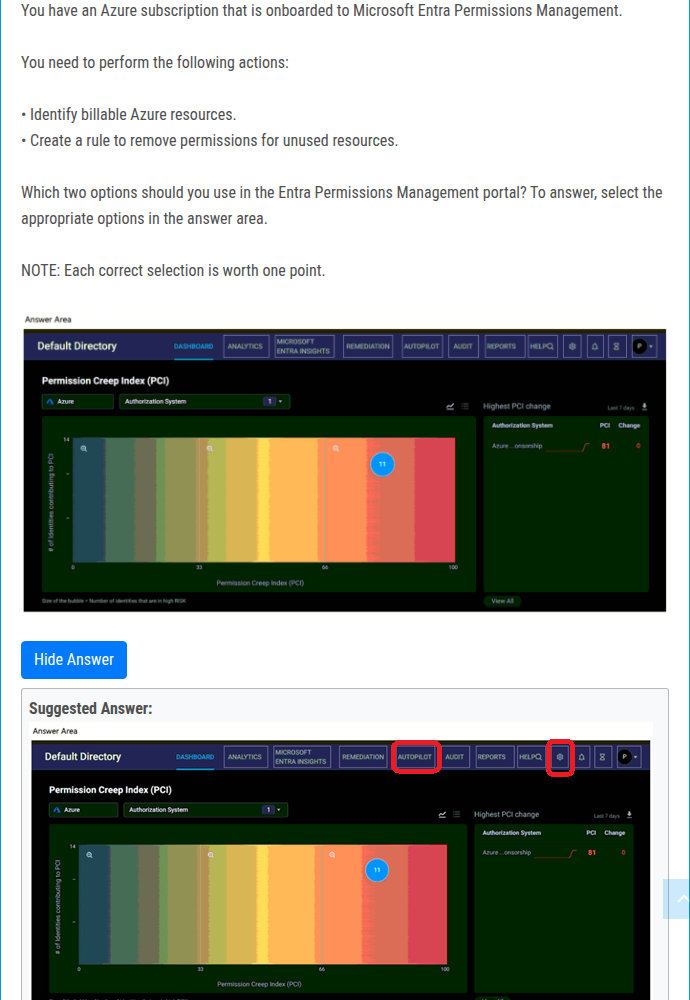 You have an Azure subscription that is onboarded to Microsoft Entra Permissions Management.
You need to perform the following actions:
• Identify billable Azure resources.
• Create a rule to remove permissions for unused resources.
Which two options should you use in the Entra Permissions Management portal? To answer, select the
appropriate options in the answer area.
NOTE: Each correct selection is worth one point.
Answer Area
Default Directory DASHBOARD ANALYTICS MICROSOFT ENTRA INSIGHTS REMEDIATION AUTOPILOT AUDIT REPORTS HELP P
Permission Creep Index (PCI)
Azure Authorization System 1
Highest PCI change Last 7 days
Authorization System PCI Change
Azure ...onsorship 81 0
14
11
# of Identities contributing to PCI
0 33 66 100
Permission Creep Index (PCI)
Size of the bubble = Number of identities that are in high RISK
View All
Hide Answer
Suggested Answer:
Answer Area
Default Directory DASHBOARD ANALYTICS MICROSOFT ENTRA INSIGHTS REMEDIATION AUTOPILOT AUDIT REPORTS HELP P
Permission Creep Index (PCI)
Azure Authorization System 1
Highest PCI change Last 7 days
Authorization System PCI Change
Azure ...onsorship 81 0
14
11
# of Identities contributing to PCI
0 33 66 100
Permission Creep Index (PCI)